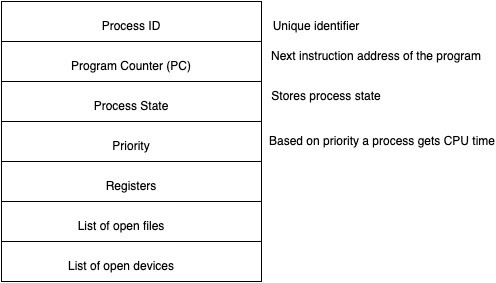 Process ID
Unique identifier
Program Counter (PC)
Next instruction address of the program
Process State
Stores process state
Priority
Based on priority a process gets CPU time
Registers
List of open files
List of open devices